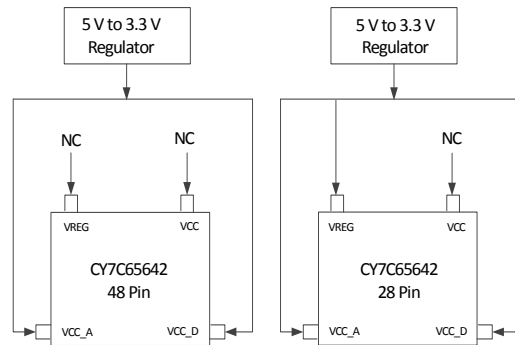 5 V to 3.3 V
Regulator
NC
NC
VREG
VCC
CY7C65642
48 Pin
VCC_A
VCC_D
5 V to 3.3 V
Regulator
NC
VREG
VCC
CY7C65642
28 Pin
VCC_A
VCC_D